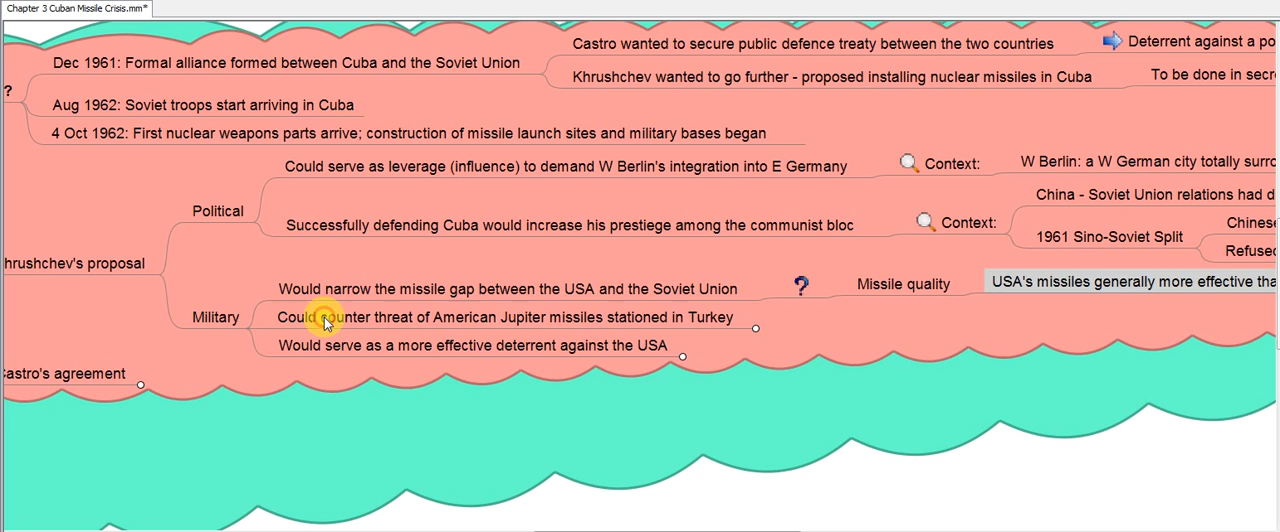 Chapter 3 Cuban Missile Crisis.mm*
Castro wanted to secure public defence treaty between the two countries
Deterrent against a po
Dec 1961: Formal alliance formed between Cuba and the Soviet Union
Khrushchev wanted to go further - proposed installing nuclear missiles in Cuba
To be done in secre
?
Aug 1962: Soviet troops start arriving in Cuba
4 Oct 1962: First nuclear weapons parts arrive; construction of missile launch sites and military bases began
Could serve as leverage (influence) to demand W Berlin's integration into E Germany
Context:
W Berlin: a W German city totally surro
China - Soviet Union relations had d
Political
Successfully defending Cuba would increase his prestiege among the communist bloc
Context:
1961 Sino-Soviet Split
Chinese
Refused
hrushchev's proposal
Would narrow the missile gap between the USA and the Soviet Union
?
Missile quality
USA's missiles generally more effective tha
Military
Could counter threat of American Jupiter missiles stationed in Turkey
Would serve as a more effective deterrent against the USA
Castro's agreement